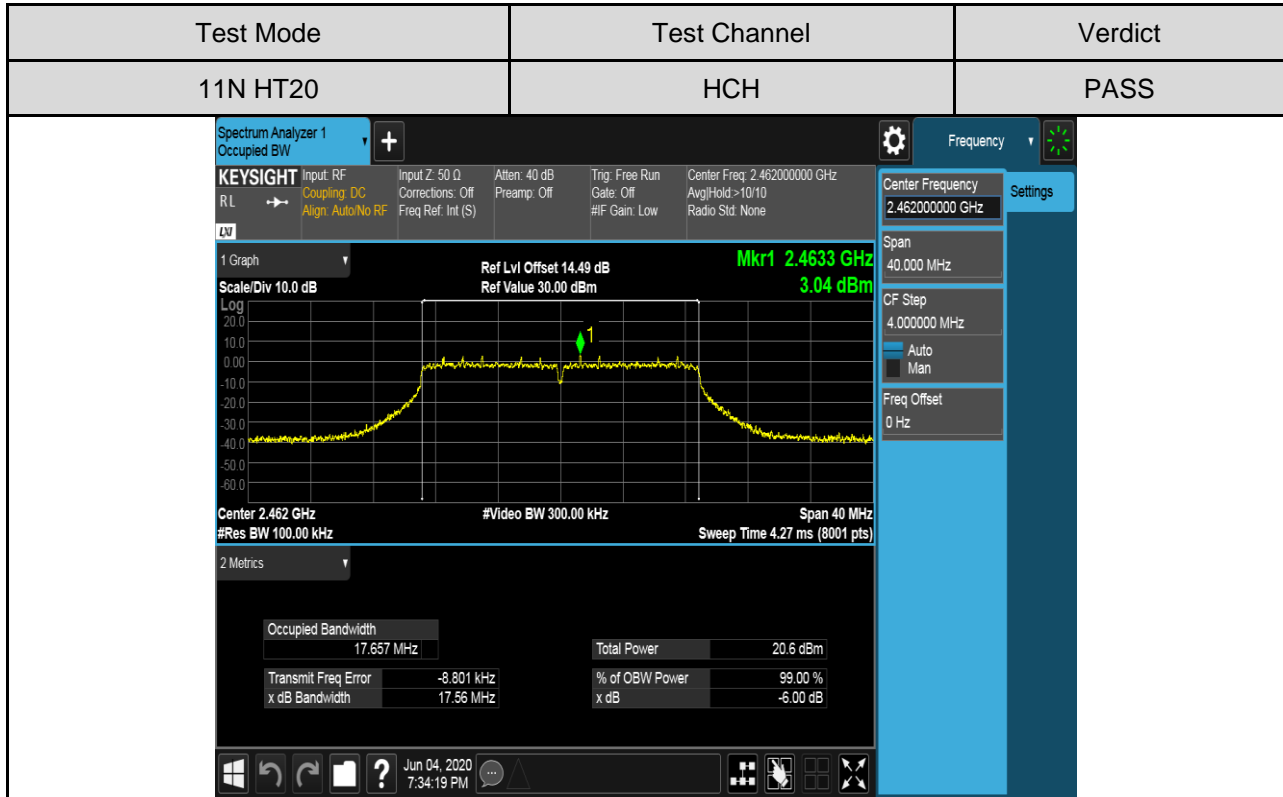 Test Mode Test Channel Verdict
11N HT20 HCH PASS
Spectrum Analyzer 1
Occupied BW
+
Frequency
KEYSIGHT
RL
LXI
Input: RF
Coupling: DC
Align: Auto/No RF
Input Z: 50 Ω
Corrections: Off
Freq Ref: Int (S)
Atten: 40 dB
Preamp: Off
Trig: Free Run
Gate: Off
#IF Gain: Low
Center Freq: 2.462000000 GHz
Avg|Hold:>10/10
Radio Std: None
Center Frequency
2.462000000 GHz
Settings
Span
40.000 MHz
CF Step
4.000000 MHz
Auto
Man
Freq Offset
0 Hz
1 Graph
Scale/Div 10.0 dB
Ref Lvl Offset 14.49 dB
Ref Value 30.00 dBm
Mkr1 2.4633 GHz
3.04 dBm
Log
20.0
10.0
0.00
-10.0
-20.0
-30.0
-40.0
-50.0
-60.0
1
Center 2.462 GHz #Video BW 300.00 kHz Span 40 MHz
#Res BW 100.00 kHz Sweep Time 4.27 ms (8001 pts)
2 Metrics
Occupied Bandwidth
17.657 MHz
Total Power 20.6 dBm
Transmit Freq Error -8.801 kHz % of OBW Power 99.00 %
x dB Bandwidth 17.56 MHz x dB -6.00 dB
?
Jun 04, 2020
7:34:19 PM